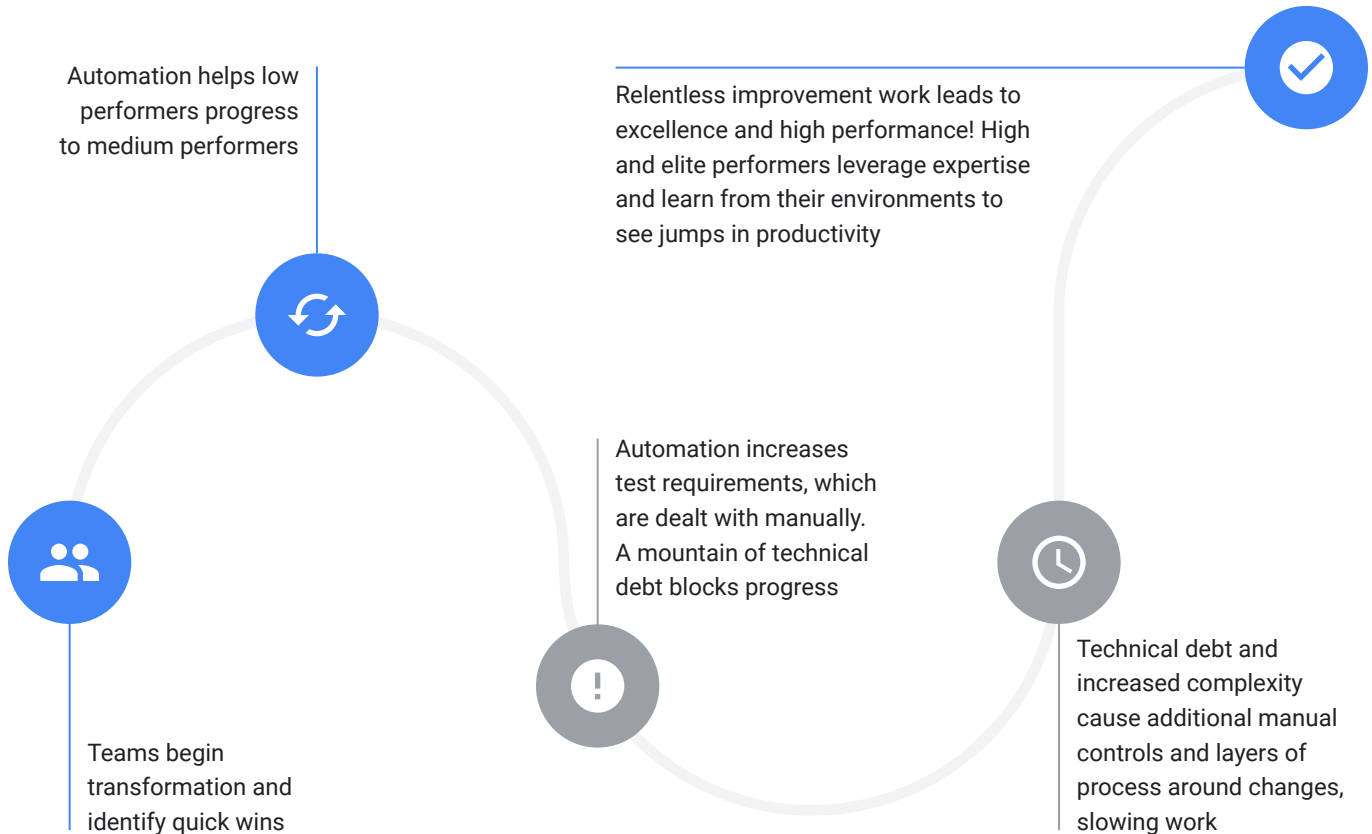 Automation helps low
performers progress
to medium performers
Relentless improvement work leads to
excellence and high performance! High
and elite performers leverage expertise
and learn from their environments to
see jumps in productivity
Automation increases
test requirements, which
are dealt with manually.
A mountain of technical
debt blocks progress
Technical debt and
increased complexity
cause additional manual
controls and layers of
process around changes,
slowing work
Teams begin
transformation and
identify quick wins